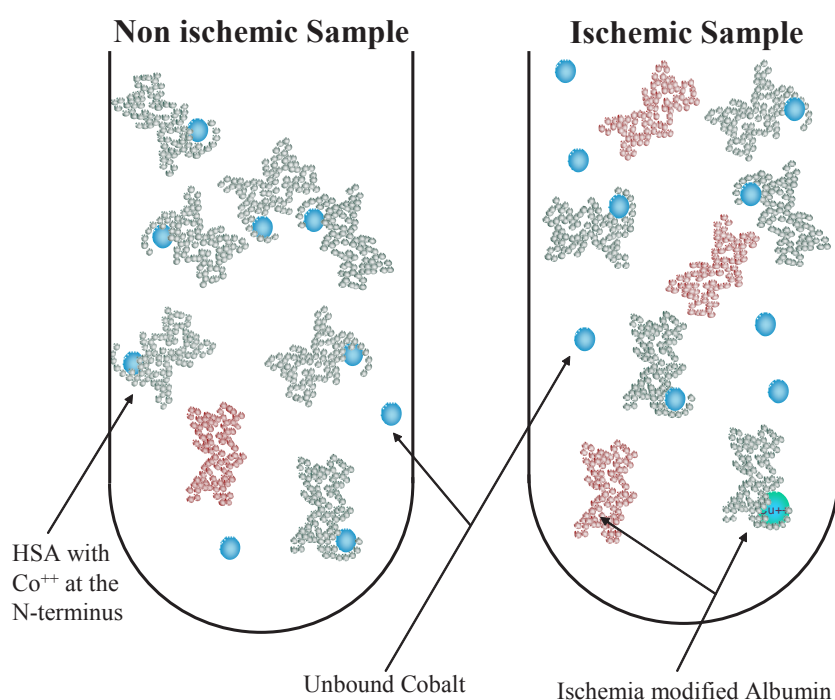 Non ischemic Sample
Ischemic Sample
u+
HSA with
Co++ at the
N-terminus
Unbound Cobalt
Ischemia modified Albumin